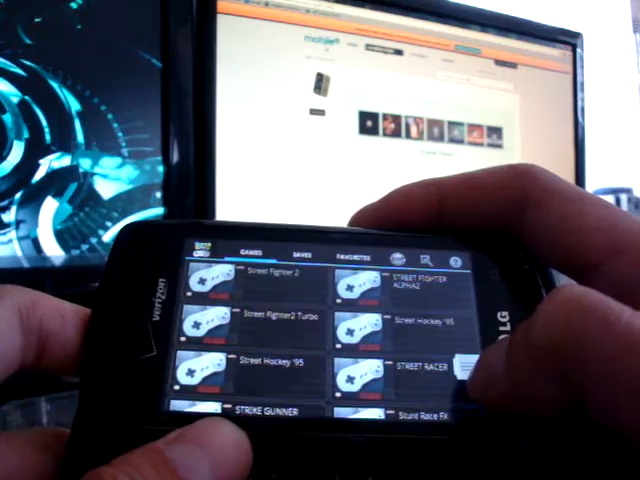 mobile
verizon
LG
GAMES
SAVES
FAVORITES
Street Fighter 2
STREET FIGHTER
ALPHA2
Street Fighter2 Turbo
Street Hockey '95
Street Hockey '95
STREET RACER
STRIKE GUNNER
Stunt Race FX